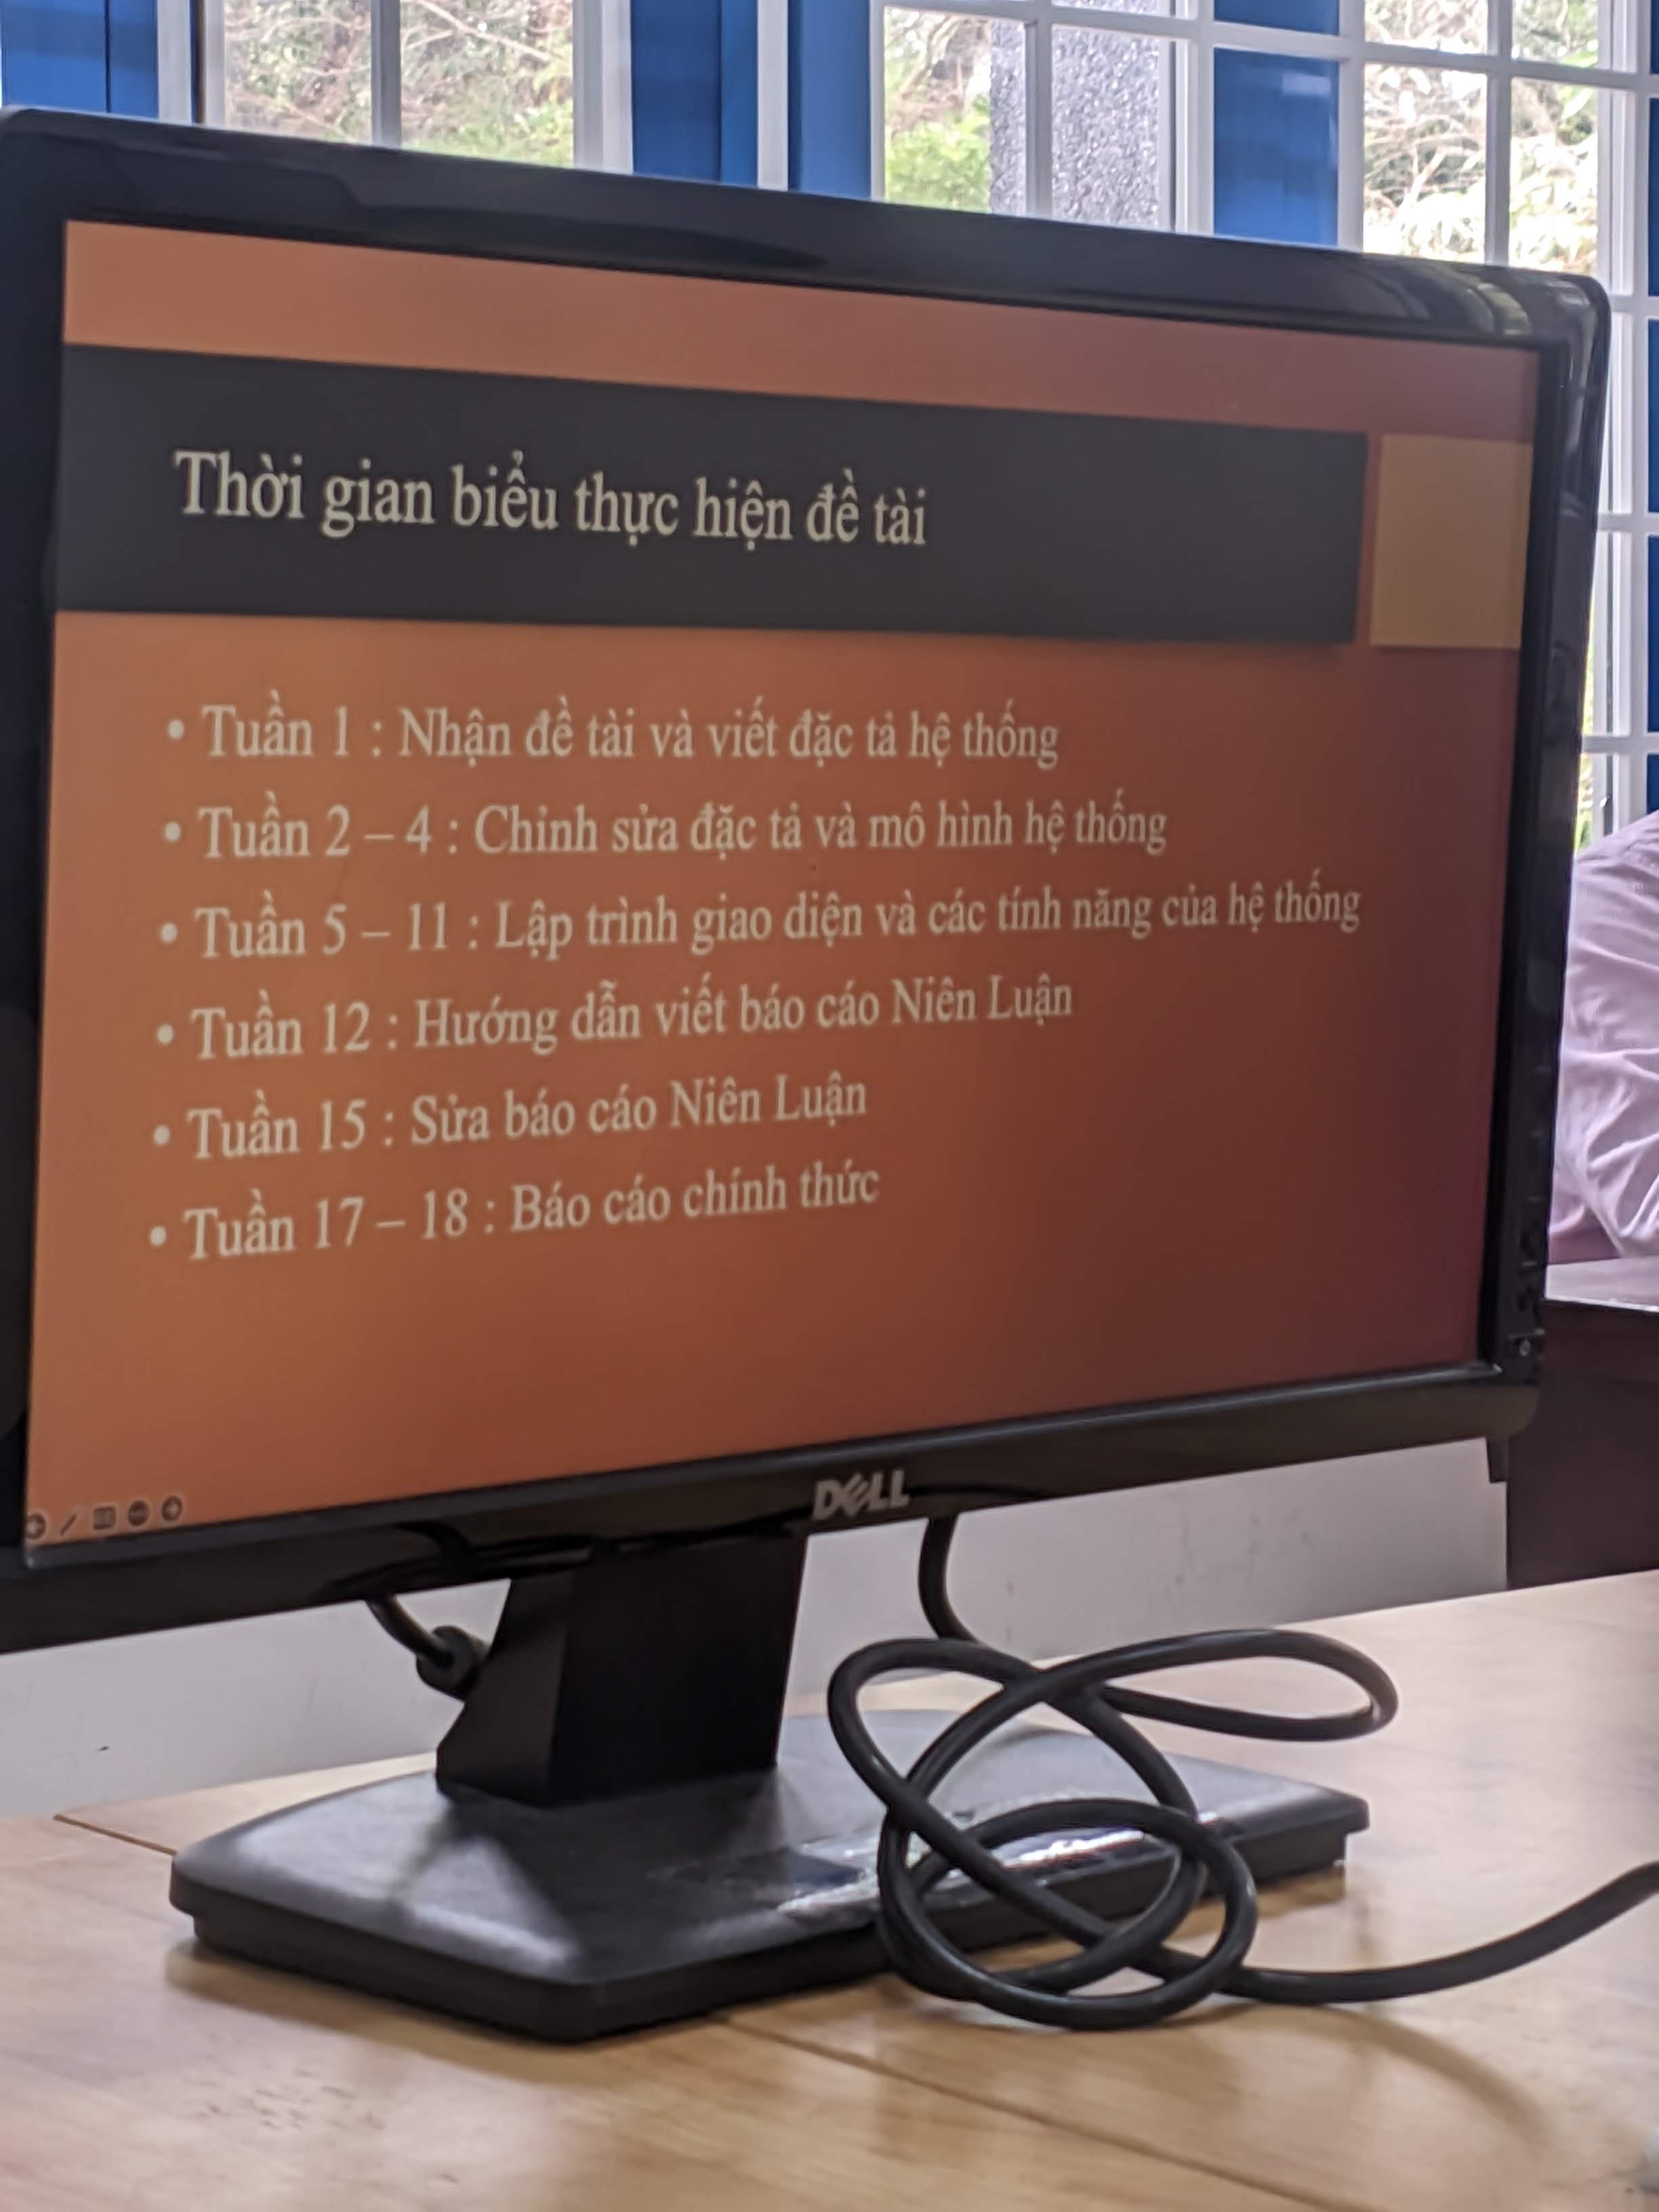 Thời gian biểu thực hiện đề tài
• Tuần 1 : Nhận đề tài và viết đặc tả hệ thống
• Tuần 2 – 4 : Chỉnh sửa đặc tả và mô hình hệ thống
• Tuần 5 – 11 : Lập trình giao diện và các tính năng của hệ thống
• Tuần 12 : Hướng dẫn viết báo cáo Niên Luận
• Tuần 15 : Sửa báo cáo Niên Luận
• Tuần 17 – 18 : Báo cáo chính thức
DELL